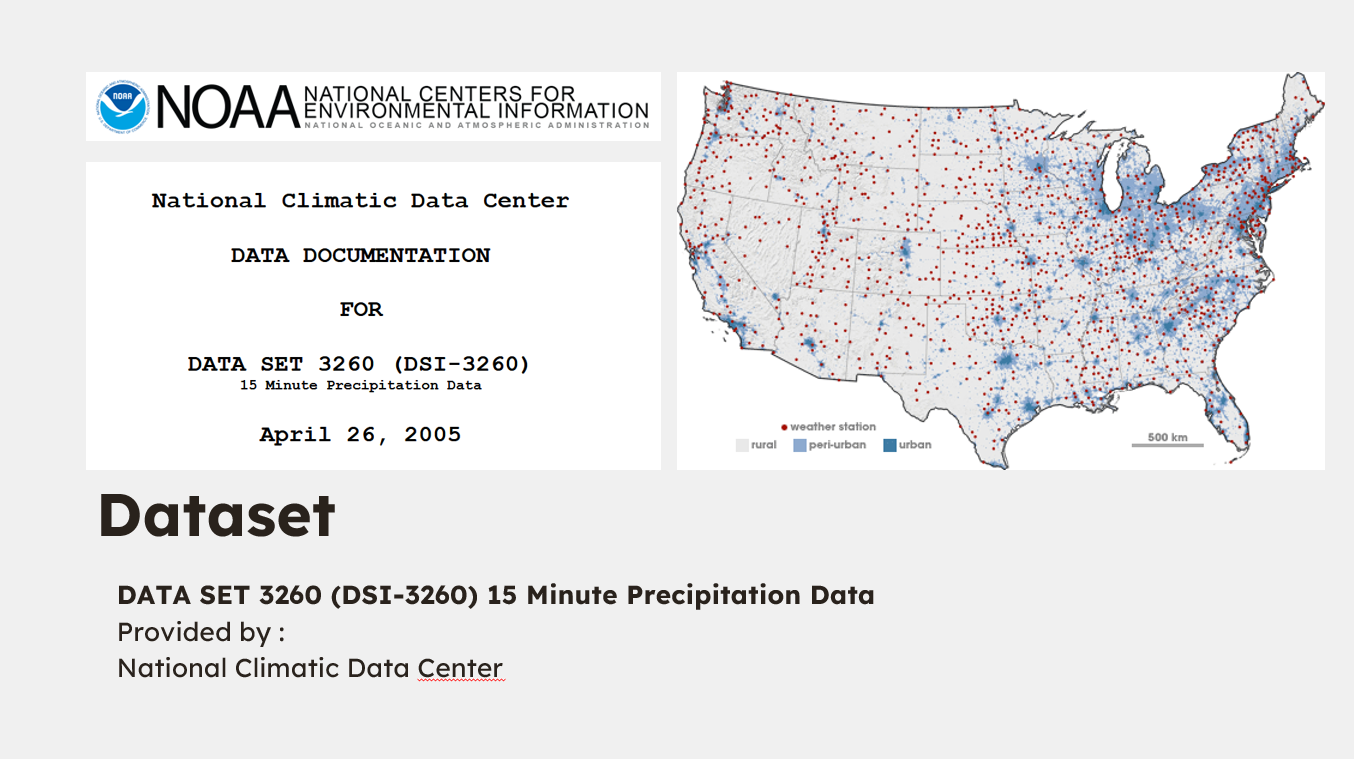 NOAA
NOAA
NATIONAL CENTERS FOR
ENVIRONMENTAL INFORMATION
NATIONAL OCEANIC AND ATMOSPHERIC ADMINISTRATION
National Climatic Data Center
DATA DOCUMENTATION
FOR
DATA SET 3260 (DSI-3260)
15 Minute Precipitation Data
April 26, 2005
weather station
rural peri-urban urban
500 km
Dataset
DATA SET 3260 (DSI-3260) 15 Minute Precipitation Data
Provided by :
National Climatic Data Center